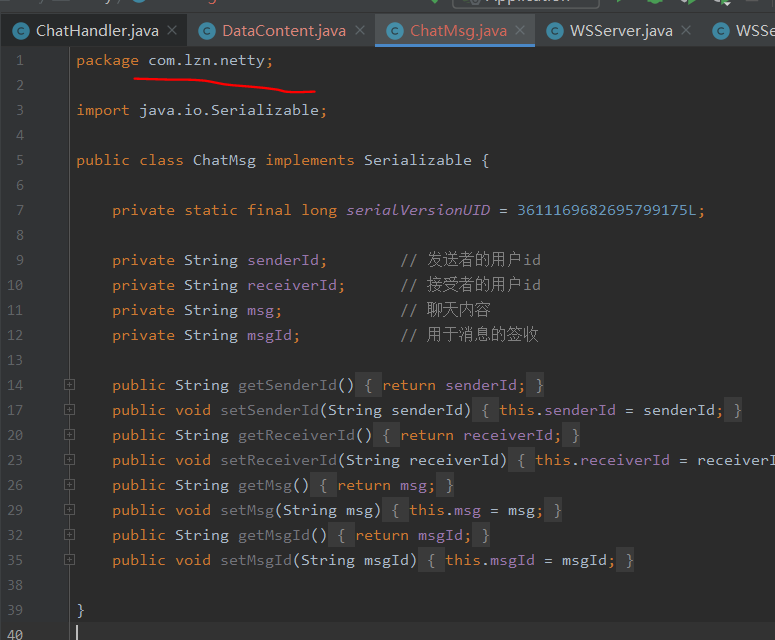 Application
ChatHandler.java
DataContent.java
ChatMsg.java
WSServer.java
1 package com.lzn.netty;
2
3 import java.io.Serializable;
4
5 public class ChatMsg implements Serializable {
6
7 private static final long serialVersionUID = 3611169682695799175L;
8
9 private String senderId; // 发送者的用户id
10 private String receiverId; // 接受者的用户id
11 private String msg; // 聊天内容
12 private String msgId; // 用于消息的签收
13
14 public String getSenderId() { return senderId; }
17 public void setSenderId(String senderId) { this.senderId = senderId; }
20 public String getReceiverId() { return receiverId; }
23 public void setReceiverId(String receiverId) { this.receiverId = receiverI
26 public String getMsg() { return msg; }
29 public void setMsg(String msg) { this.msg = msg; }
32 public String getMsgId() { return msgId; }
35 public void setMsgId(String msgId) { this.msgId = msgId; }
38
39 }
40